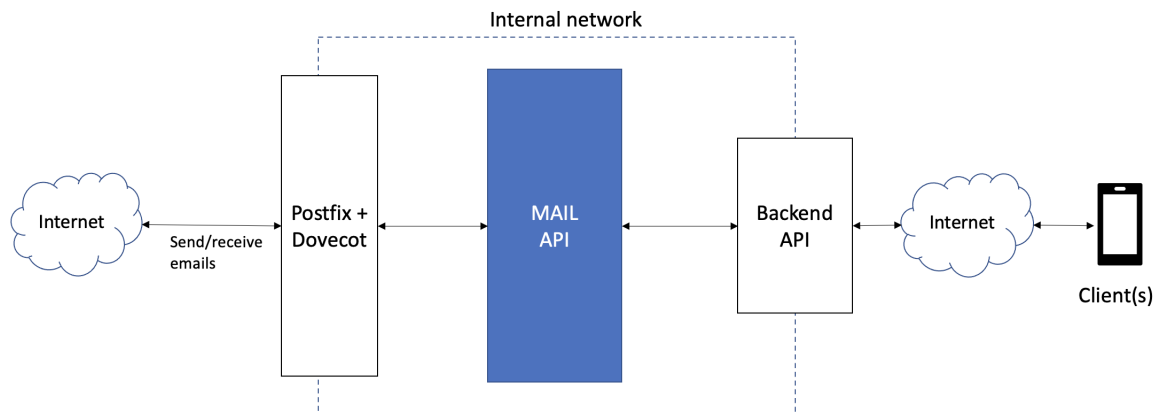 Internal network
Internet
Send/receive
emails
Postfix +
Dovecot
MAIL
API
Backend
API
Internet
Client(s)